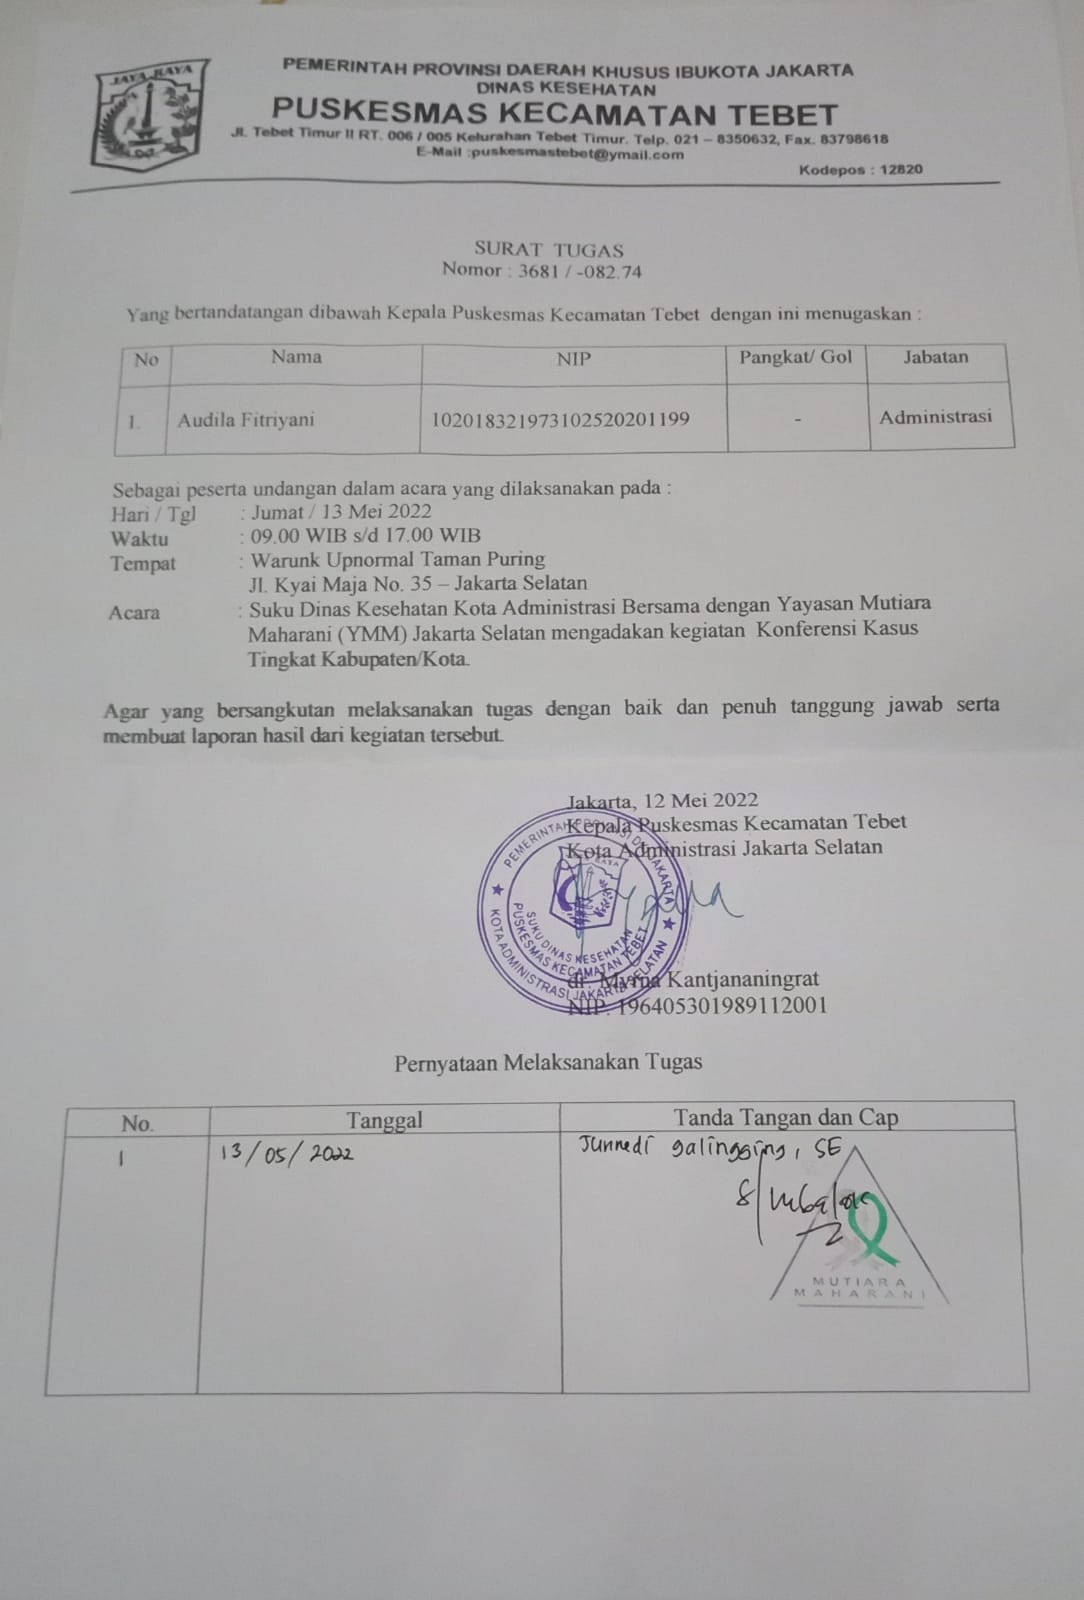 JAYA RAYA
PEMERINTAH PROVINSI DAERAH KHUSUS IBUKOTA JAKARTA
DINAS KESEHATAN
PUSKESMAS KECAMATAN TEBET
Jl. Tebet Timur II RT. 006 / 005 Kelurahan Tebet Timur. Telp. 021 – 8350632, Fax. 83798618
E-Mail :puskesmastebet@ymail.com
Kodepos : 12820
SURAT TUGAS
Nomor : 3681 / -082.74
Yang bertandatangan dibawah Kepala Puskesmas Kecamatan Tebet dengan ini menugaskan :
No Nama NIP Pangkat/ Gol Jabatan
1. Audila Fitriyani 102018321973102520201199 - Administrasi
Sebagai peserta undangan dalam acara yang dilaksanakan pada :
Hari / Tgl : Jumat / 13 Mei 2022
Waktu : 09.00 WIB s/d 17.00 WIB
Tempat : Warunk Upnormal Taman Puring
Jl. Kyai Maja No. 35 – Jakarta Selatan
Acara : Suku Dinas Kesehatan Kota Administrasi Bersama dengan Yayasan Mutiara
Maharani (YMM) Jakarta Selatan mengadakan kegiatan Konferensi Kasus
Tingkat Kabupaten/Kota.
Agar yang bersangkutan melaksanakan tugas dengan baik dan penuh tanggung jawab serta
membuat laporan hasil dari kegiatan tersebut.
Jakarta, 12 Mei 2022
Kepala Puskesmas Kecamatan Tebet
Kota Administrasi Jakarta Selatan
PEMERINTAH PROVINSI DKI JAKARTA
KOTA ADMINISTRASI JAKARTA SELATAN
SUKU DINAS KESEHATAN
PUSKESMAS KECAMATAN TEBET
dr. Myrna Kantjananingrat
NIP. 196405301989112001
Pernyataan Melaksanakan Tugas
No. Tanggal Tanda Tangan dan Cap
1 13/05/2022 Junnedi galingging, SE
MUTIARA
MAHARANI